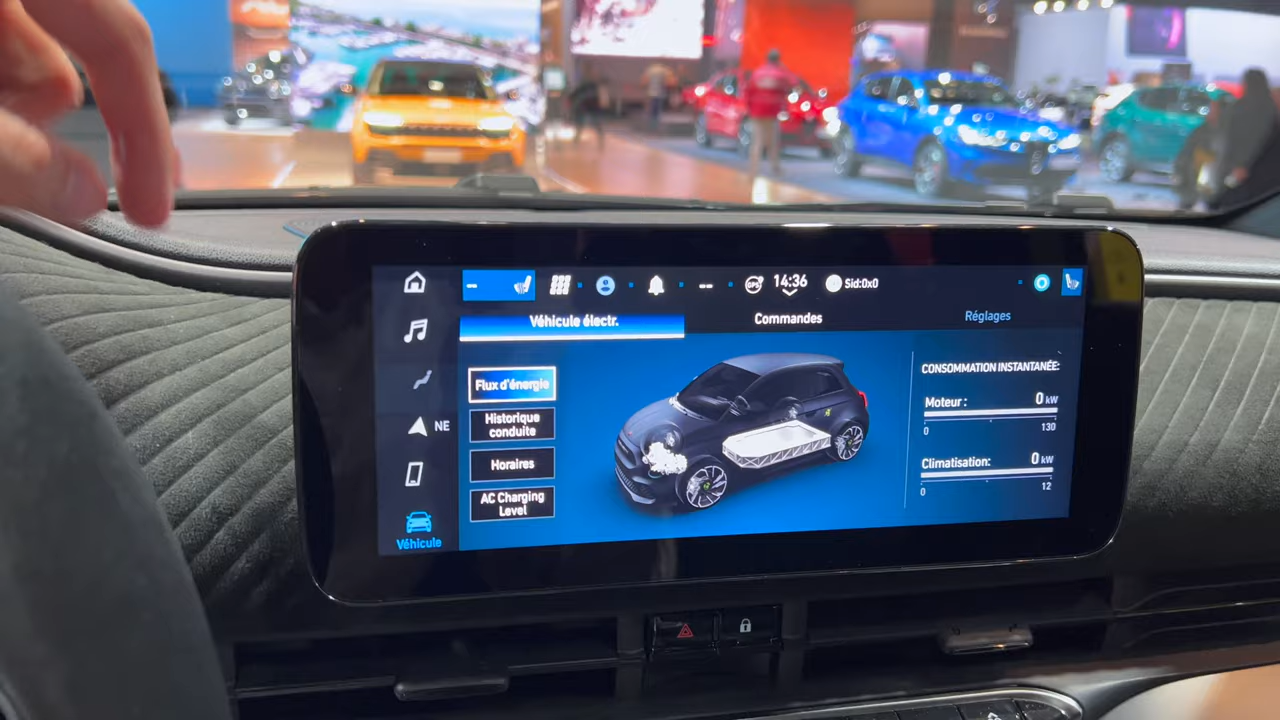 -- GPS 14:36 Sid:0x0
Véhicule électr. Commandes Réglages
Flux d'énergie
Historique
conduite
Horaires
AC Charging
Level
NE
Véhicule
CONSOMMATION INSTANTANÉE:
Moteur : 0 kW
0 130
Climatisation: 0 kW
0 12